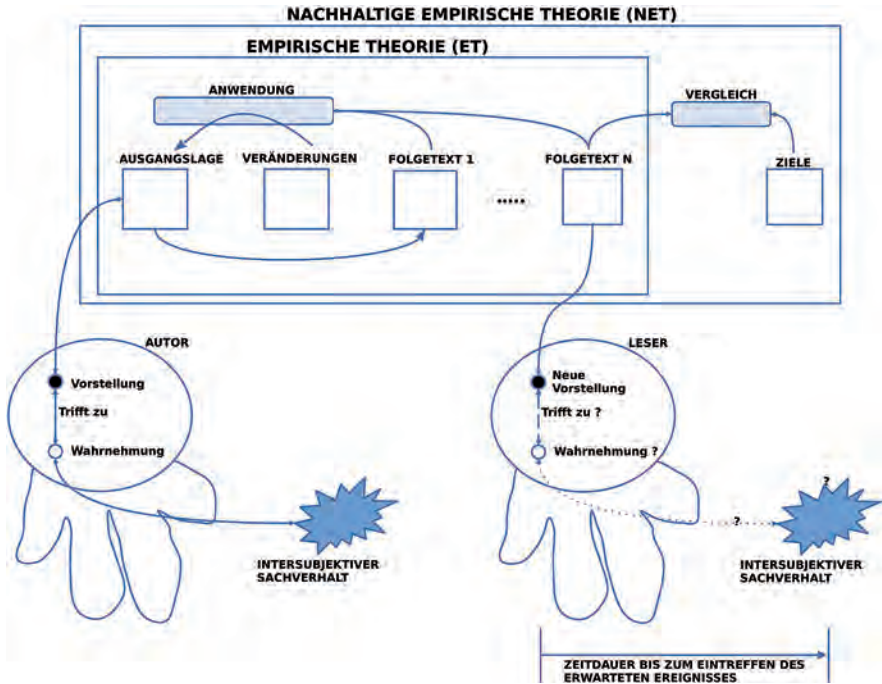 NACHHALTIGE EMPIRISCHE THEORIE (NET)
EMPIRISCHE THEORIE (ET)
ANWENDUNG
VERGLEICH
AUSGANGSLAGE
VERÄNDERUNGEN
FOLGETEXT 1
FOLGETEXT N
ZIELE
.....
AUTOR
Vorstellung
Trifft zu
Wahrnehmung
INTERSUBJEKTIVER
SACHVERHALT
LESER
Neue
Vorstellung
Trifft zu ?
Wahrnehmung ?
?
?
INTERSUBJEKTIVER
SACHVERHALT
ZEITDAUER BIS ZUM EINTREFFEN DES
ERWARTETEN EREIGNISSES